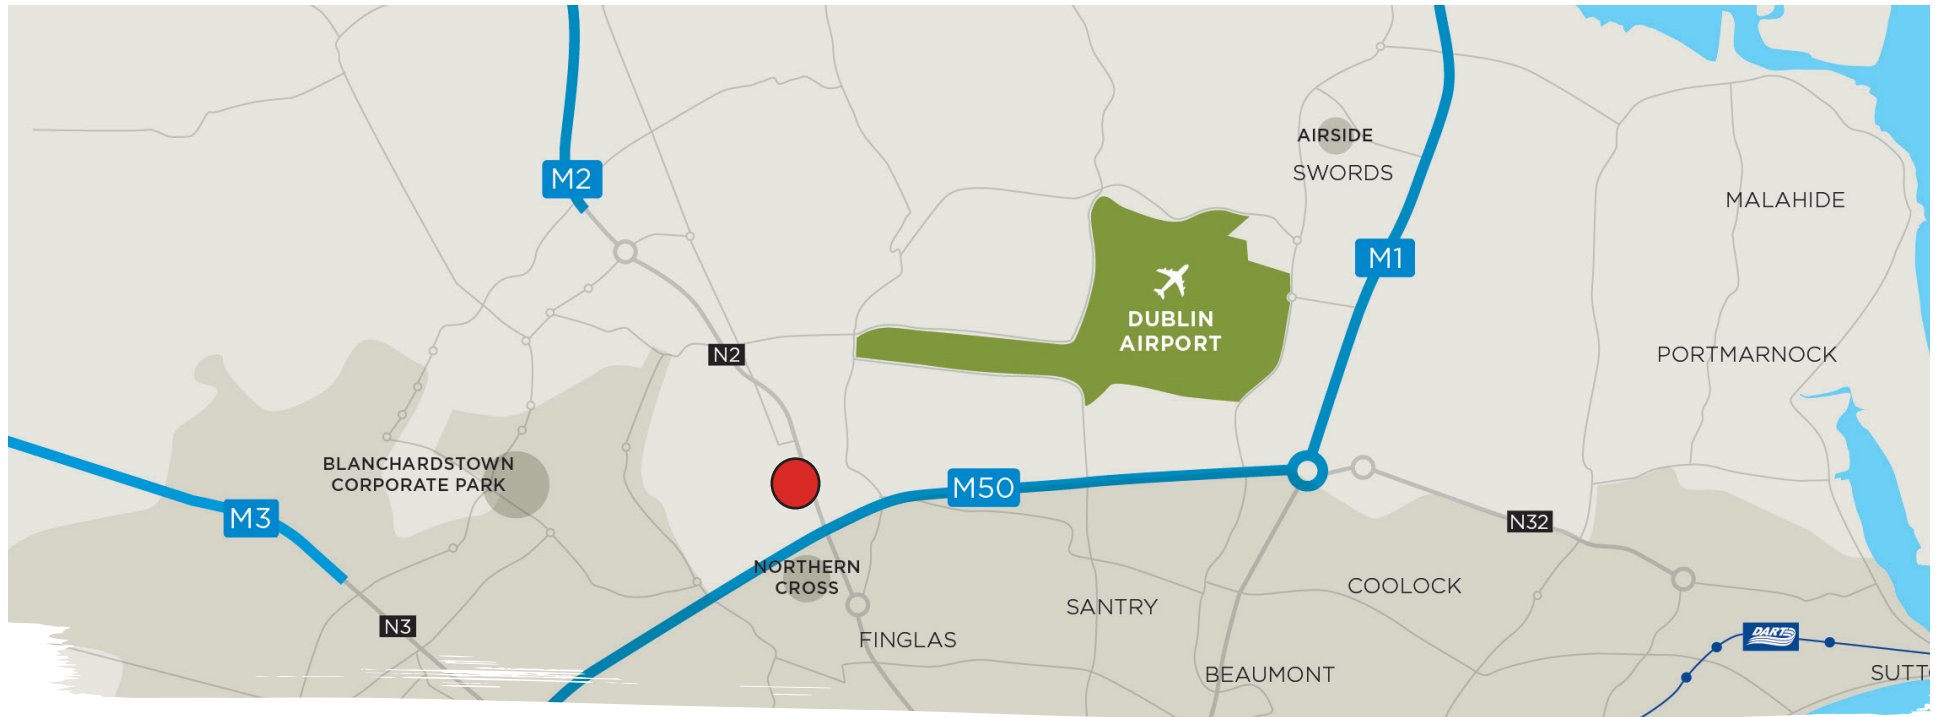 AIRSIDE
SWORDS
M2
MALAHIDE
M1
DUBLIN
AIRPORT
N2
PORTMARNOCK
BLANCHARDSTOWN
CORPORATE PARK
M50
M3
N32
NORTHERN
CROSS
COOLOCK
SANTRY
N3
FINGLAS
DART
BEAUMONT
SUTT